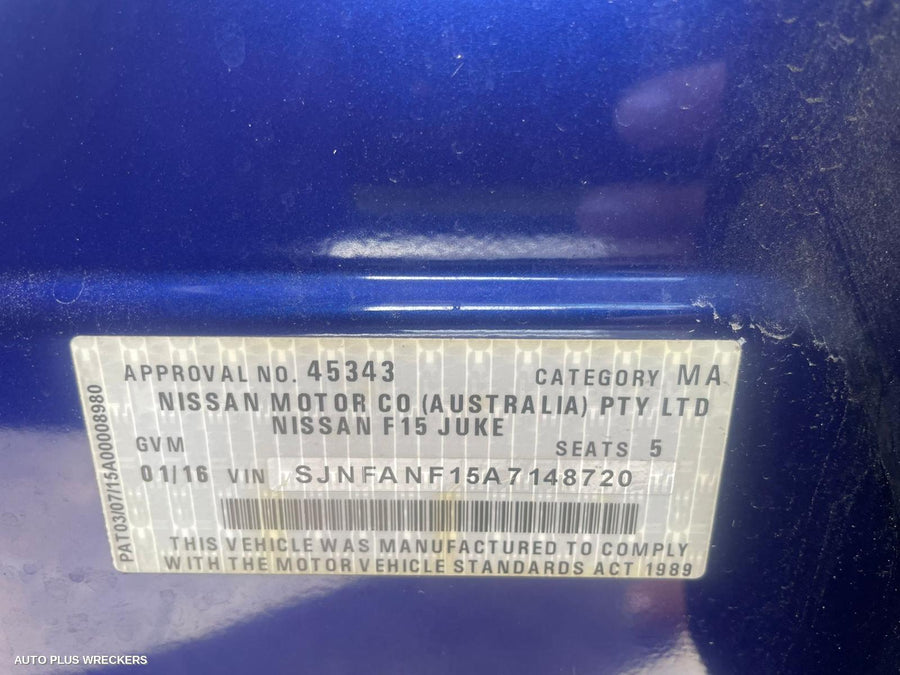 APPROVAL NO. 45343 CATEGORY MA
NISSAN MOTOR CO (AUSTRALIA) PTY LTD
NISSAN F15 JUKE
GVM SEATS 5
01/16 VIN SJNFANF15A7148720
THIS VEHICLE WAS MANUFACTURED TO COMPLY
WITH THE MOTOR VEHICLE STANDARDS ACT 1989
PAT03/07/15A00008980
AUTO PLUS WRECKERS